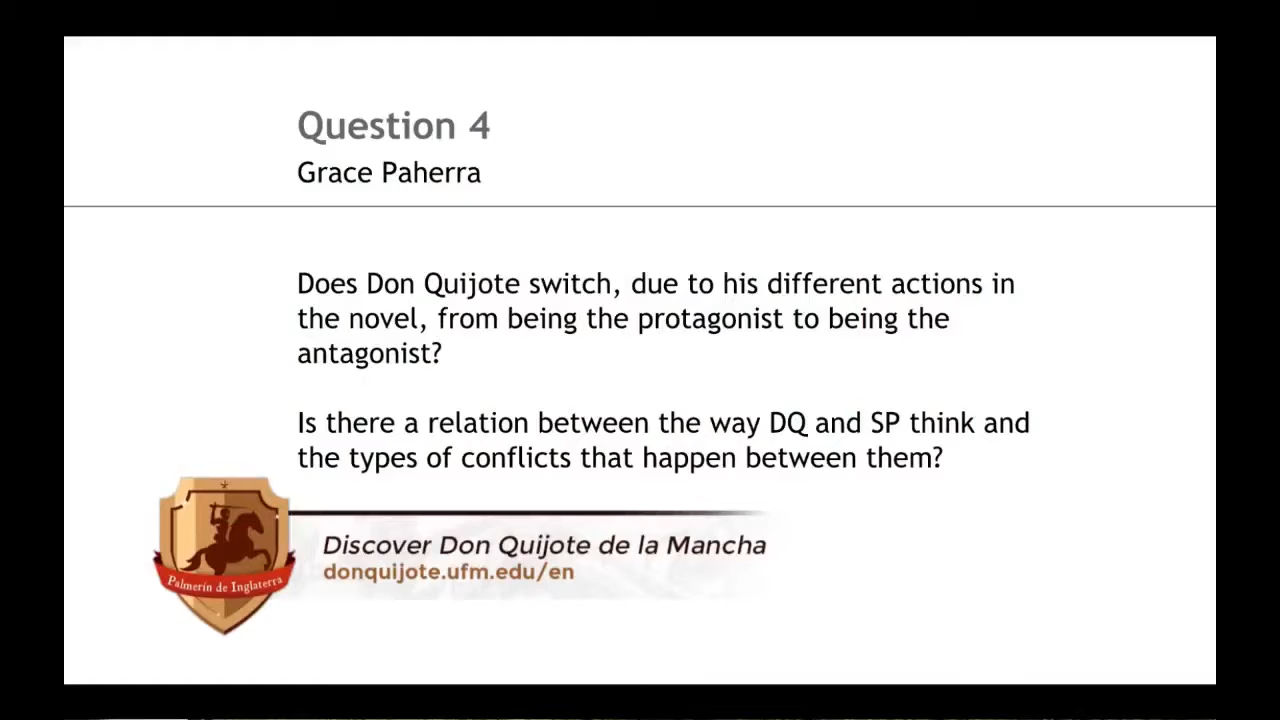 Question 4
Grace Paherra
Does Don Quijote switch, due to his different actions in
the novel, from being the protagonist to being the
antagonist?
Is there a relation between the way DQ and SP think and
the types of conflicts that happen between them?
Discover Don Quijote de la Mancha
donquijote.ufm.edu/en
Palmerín de Inglaterra